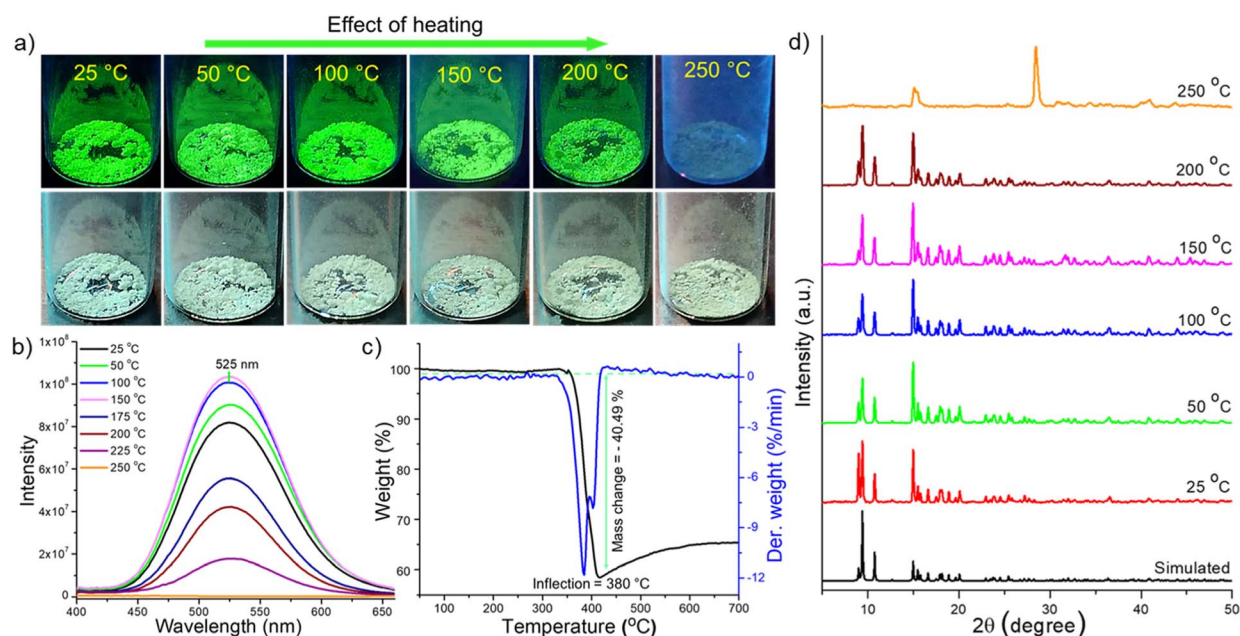 Effect of heating
a)
25 °C 50 °C 100 °C 150 °C 200 °C 250 °C
b)
1x10⁸
1x10⁸
8x10⁷
6x10⁷
4x10⁷
2x10⁷
0
Intensity
25 °C
50 °C
100 °C
150 °C
175 °C
200 °C
225 °C
250 °C
525 nm
400 450 500 550 600 650
Wavelength (nm)
c)
100
90
80
70
60
Weight (%)
Mass change = - 40.49 %
Inflection = 380 °C
0
-3
-6
-9
-12
Der. weight (%/min)
100 200 300 400 500 600 700
Temperature (°C)
d)
250 °C
200 °C
150 °C
100 °C
50 °C
25 °C
Simulated
Intensity (a.u.)
10 20 30 40 50
2θ (degree)